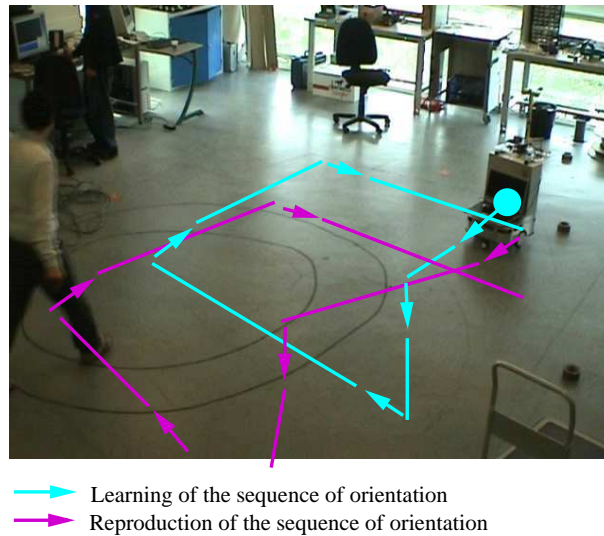 Learning of the sequence of orientation
Reproduction of the sequence of orientation